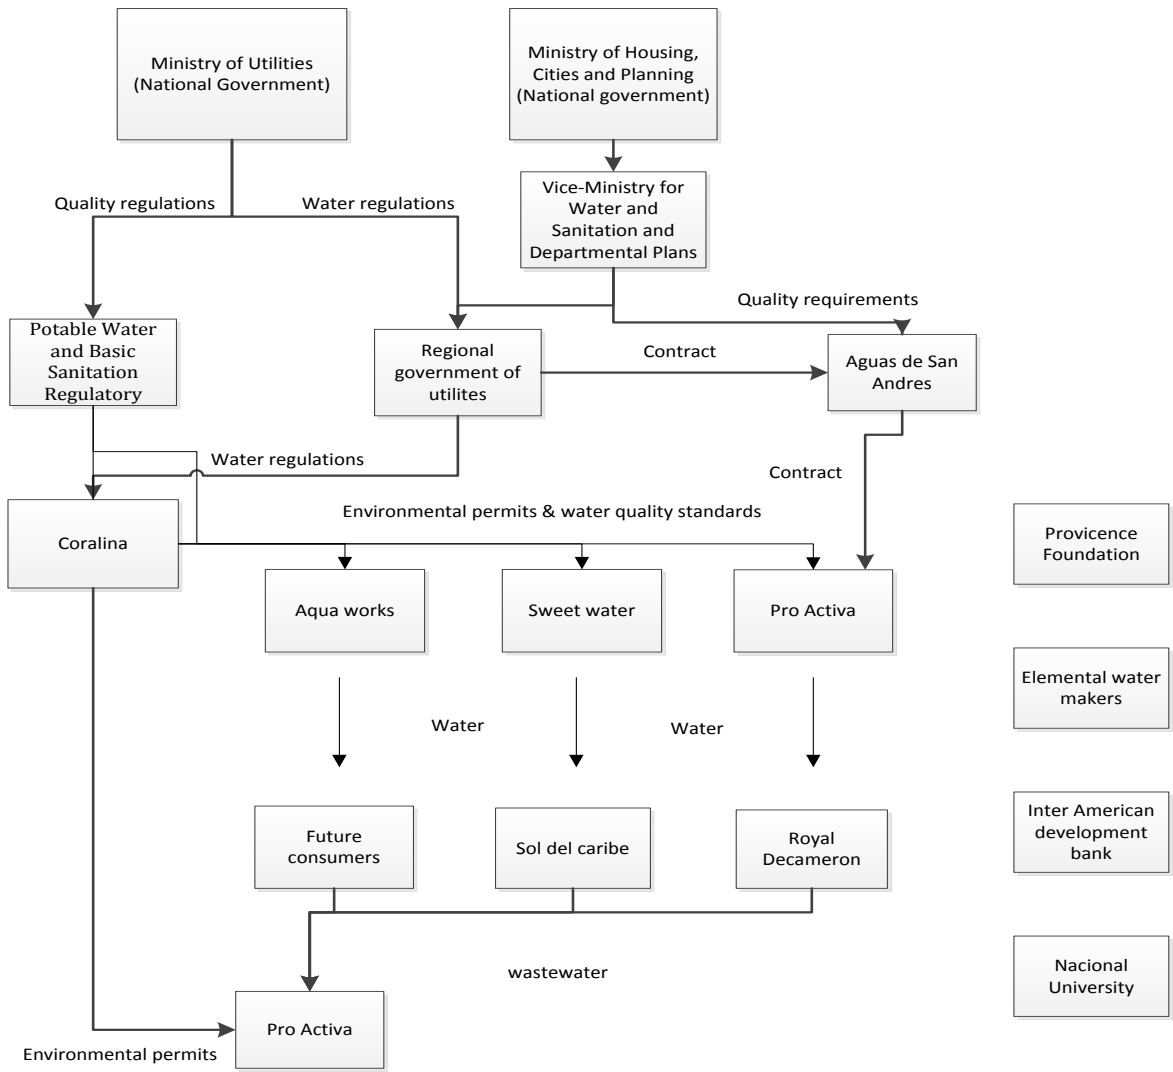 Ministry of Utilities
(National Government)
Ministry of Housing,
Cities and Planning
(National government)
Quality regulations
Water regulations
Vice-Ministry for
Water and
Sanitation and
Departmental Plans
Quality requirements
Potable Water
and Basic
Sanitation
Regulatory
Regional
government of
utilites
Contract
Aguas de San
Andres
Water regulations
Contract
Coralina
Environmental permits & water quality standards
Provicence
Foundation
Aqua works
Sweet water
Pro Activa
Elemental water
makers
Water
Water
Future
consumers
Sol del caribe
Royal
Decameron
Inter American
development
bank
wastewater
Nacional
University
Pro Activa
Environmental permits